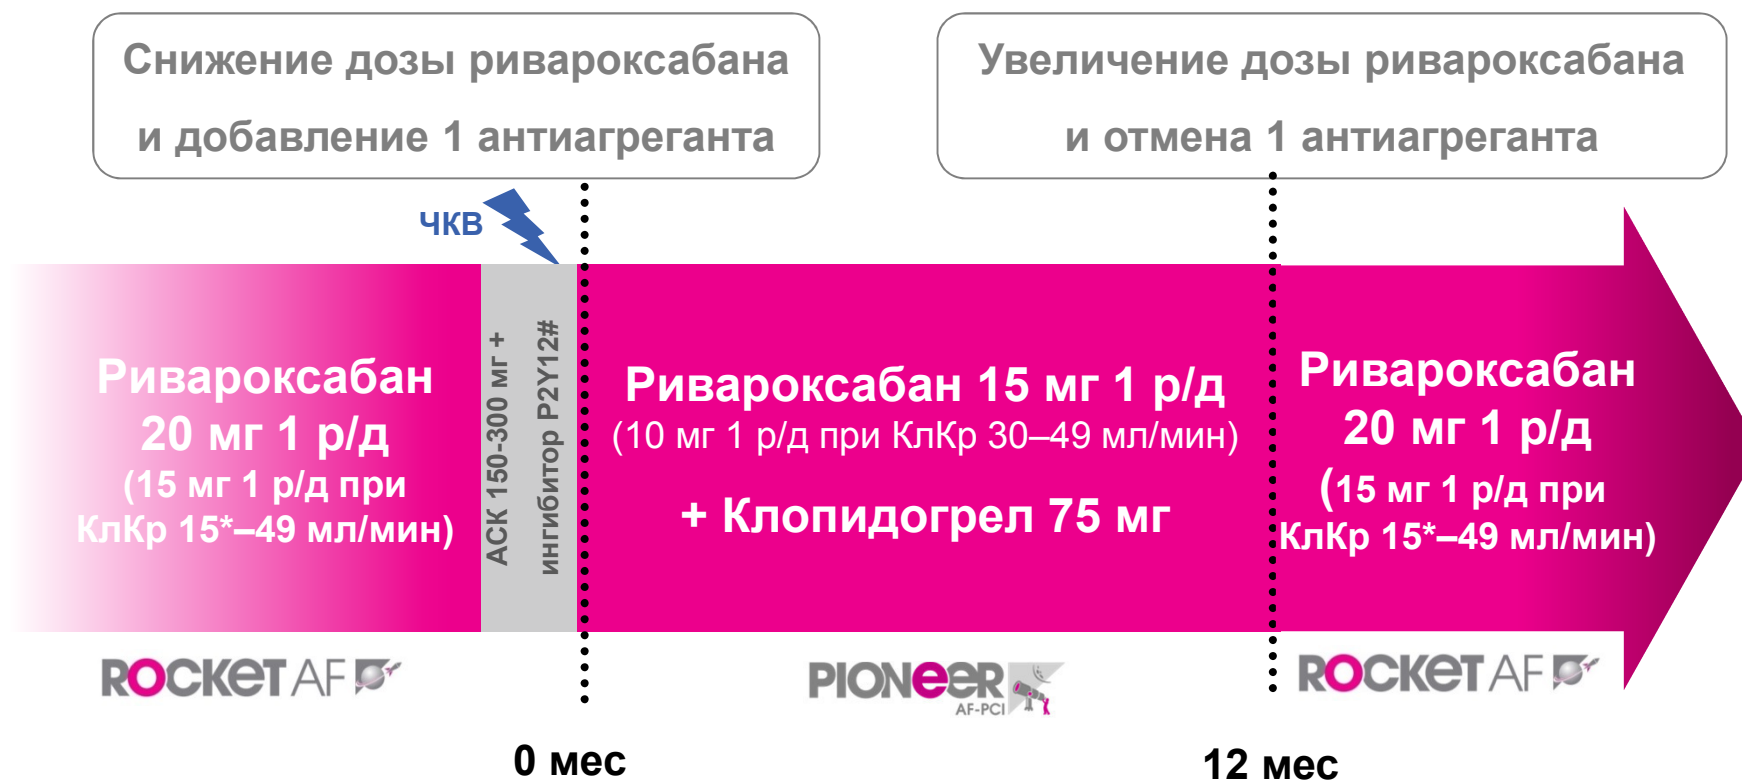 Снижение дозы ривароксабана
и добавление 1 антиагреганта
Увеличение дозы ривароксабана
и отмена 1 антиагреганта
ЧКВ
Ривароксабан
20 мг 1 р/д
(15 мг 1 р/д при
КлКр 15*–49 мл/мин)
АСК 150-300 мг +
ингибитор P2Y12#
Ривароксабан 15 мг 1 р/д
(10 мг 1 р/д при КлКр 30–49 мл/мин)
+ Клопидогрел 75 мг
Ривароксабан
20 мг 1 р/д
(15 мг 1 р/д при
КлКр 15*–49 мл/мин)
ROCKET AF
PIONEER
AF-PCI
ROCKET AF
0 мес
12 мес